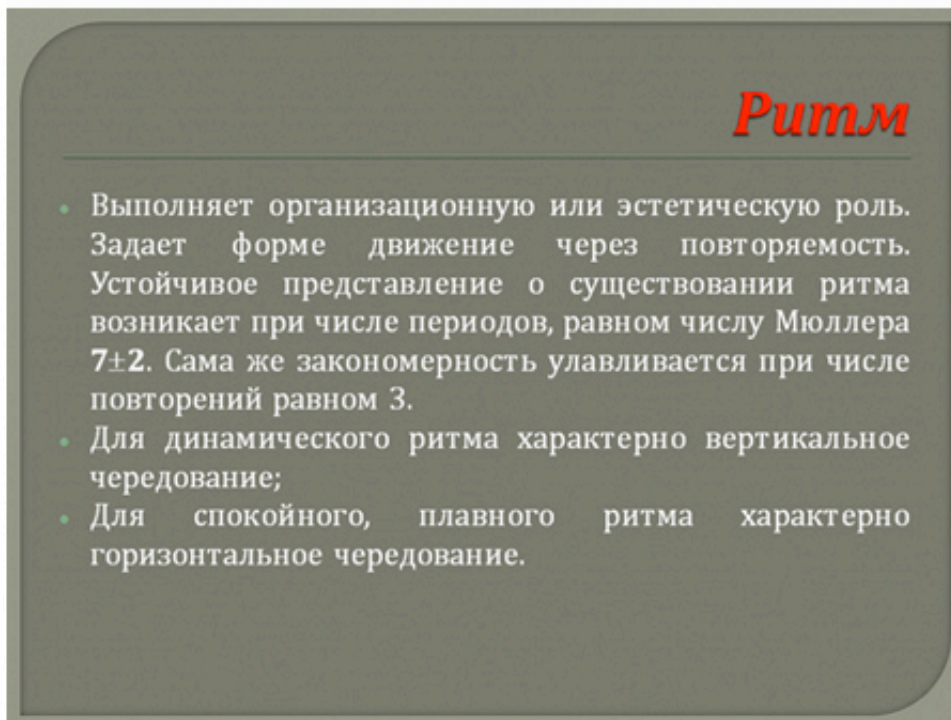 Ритм
Выполняет организационную или эстетическую роль.
Задает форме движение через повторяемость.
Устойчивое представление о существовании ритма
возникает при числе периодов, равном числу Мюллера
7±2. Сама же закономерность улавливается при числе
повторений равном 3.
Для динамического ритма характерно вертикальное
чередование;
Для спокойного, плавного ритма характерно
горизонтальное чередование.